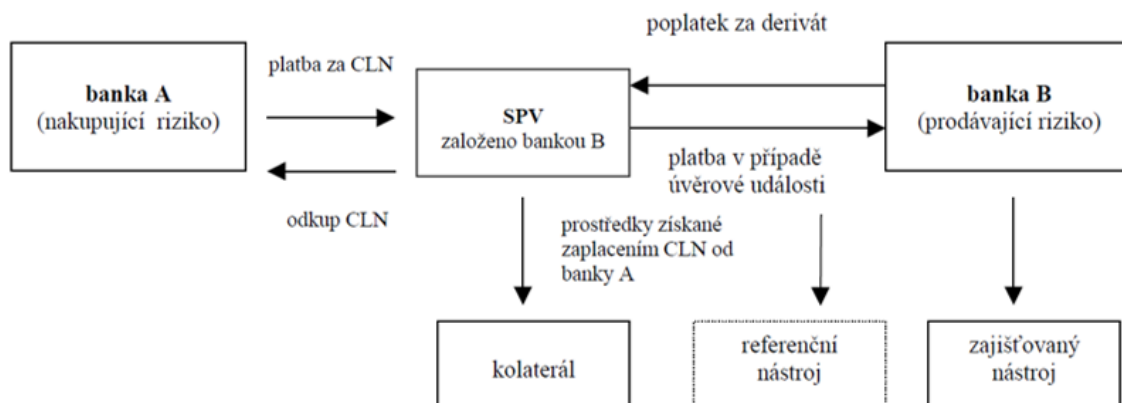 poplatek za derivát
platba za CLN
banka A
(nakupující riziko)
SPV
založeno bankou B
banka B
(prodávající riziko)
platba v případě
úvěrové události
odkup CLN
prostředky získané
zaplacením CLN od
banky A
kolaterál
referenční
nástroj
zajišťovaný
nástroj